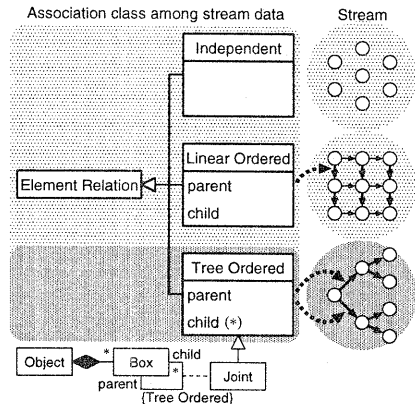 Association class among stream data
Stream
Independent
Linear Ordered
parent
child
Element Relation
Tree Ordered
parent
child (*)
Object
*
Box
child
*
parent
Joint
{Tree Ordered}